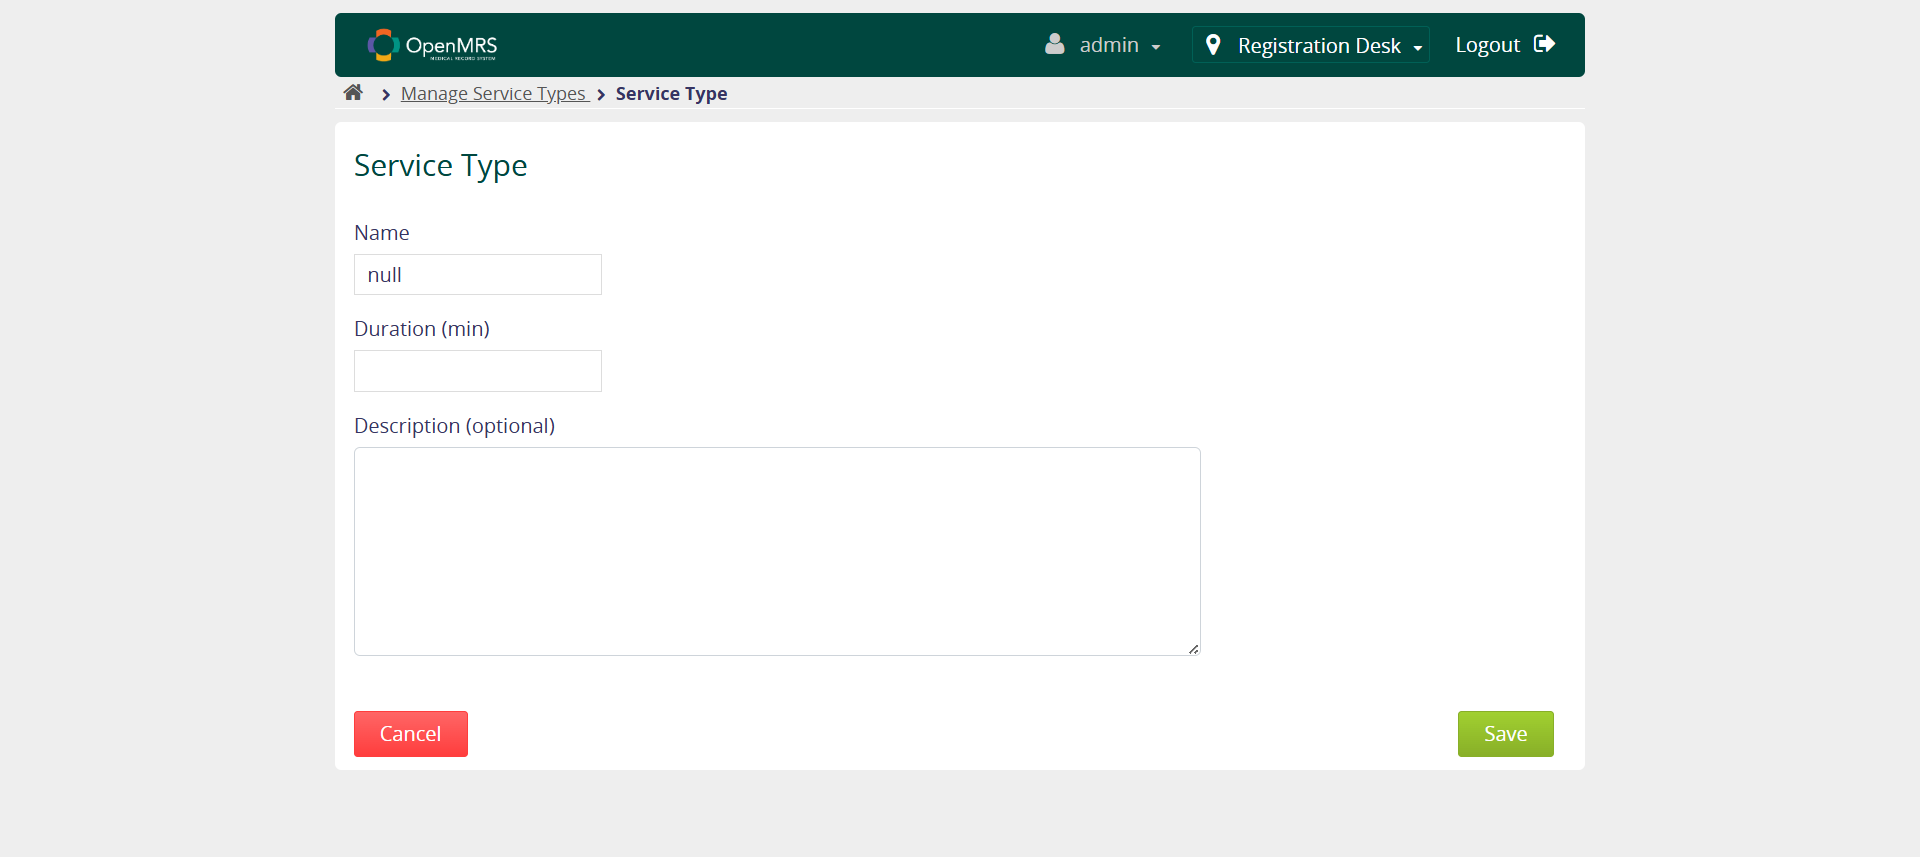 OpenMRS
MEDICAL RECORD SYSTEM
admin
Registration Desk
Logout
Manage Service Types
Service Type
Service Type
Name
null
Duration (min)
Description (optional)
Cancel
Save